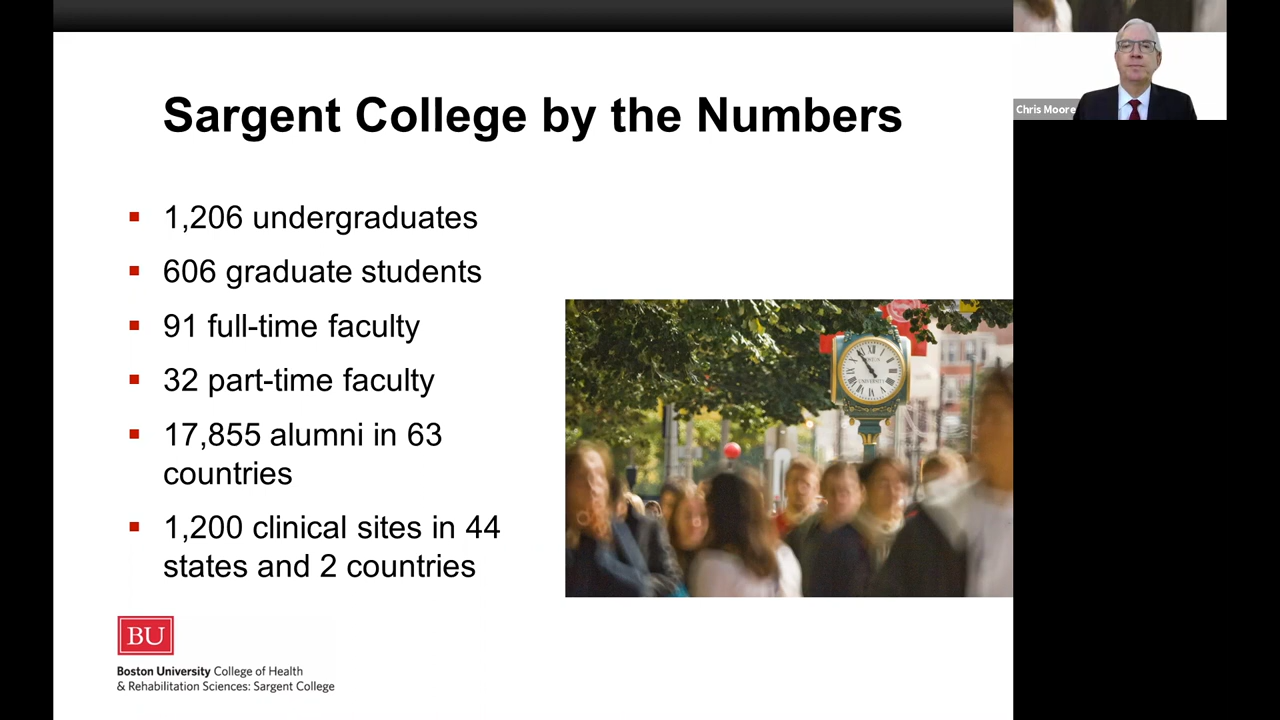 Sargent College by the Numbers
1,206 undergraduates
606 graduate students
91 full-time faculty
32 part-time faculty
17,855 alumni in 63
countries
1,200 clinical sites in 44
states and 2 countries
BU
Boston University College of Health
& Rehabilitation Sciences: Sargent College
Chris Moore
BOSTON
UNIVERSITY